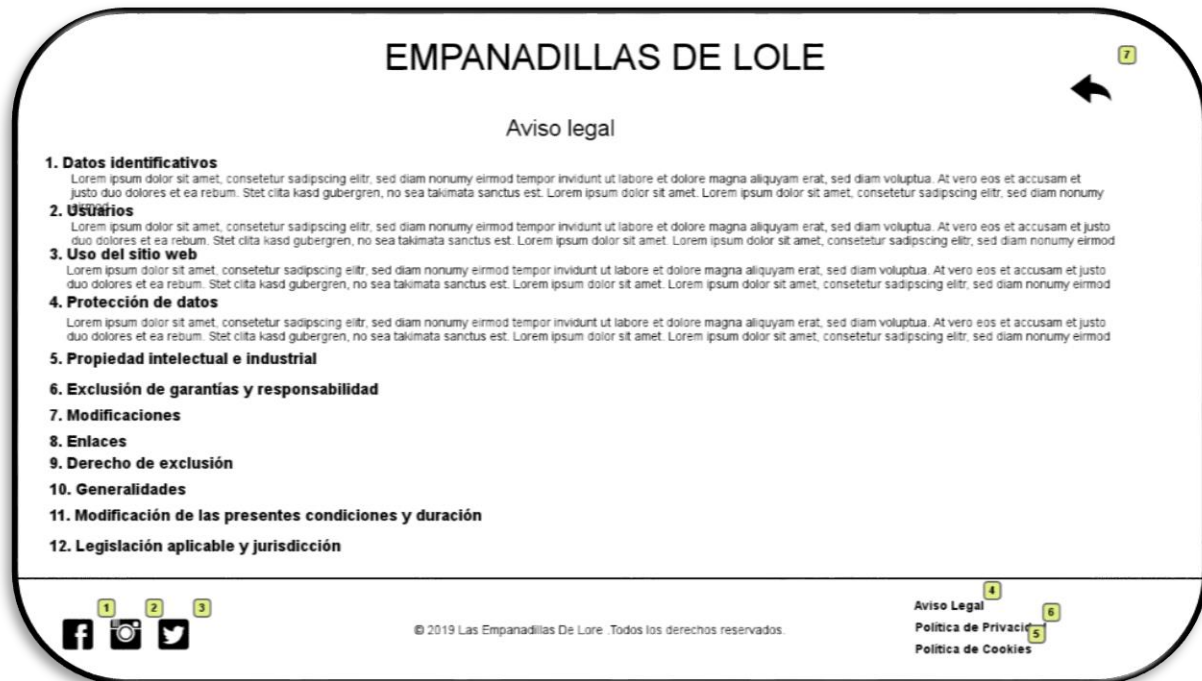 EMPANADILLAS DE LOLE
7
Aviso legal
1. Datos identificativos
Lorem ipsum dolor sit amet, consetetur sadipscing elitr, sed diam nonumy eirmod tempor invidunt ut labore et dolore magna aliquyam erat, sed diam voluptua. At vero eos et accusam et
justo duo dolores et ea rebum. Stet clita kasd gubergren, no sea takimata sanctus est. Lorem ipsum dolor sit amet. Lorem ipsum dolor sit amet, consetetur sadipscing elitr, sed diam nonumy
eirmod
2. Usuarios
Lorem ipsum dolor sit amet, consetetur sadipscing elitr, sed diam nonumy eirmod tempor invidunt ut labore et dolore magna aliquyam erat, sed diam voluptua. At vero eos et accusam et justo
duo dolores et ea rebum. Stet clita kasd gubergren, no sea takimata sanctus est. Lorem ipsum dolor sit amet. Lorem ipsum dolor sit amet, consetetur sadipscing elitr, sed diam nonumy eirmod
3. Uso del sitio web
Lorem ipsum dolor sit amet, consetetur sadipscing elitr, sed diam nonumy eirmod tempor invidunt ut labore et dolore magna aliquyam erat, sed diam voluptua. At vero eos et accusam et justo
duo dolores et ea rebum. Stet clita kasd gubergren, no sea takimata sanctus est. Lorem ipsum dolor sit amet. Lorem ipsum dolor sit amet, consetetur sadipscing elitr, sed diam nonumy eirmod
4. Protección de datos
Lorem ipsum dolor sit amet, consetetur sadipscing elitr, sed diam nonumy eirmod tempor invidunt ut labore et dolore magna aliquyam erat, sed diam voluptua. At vero eos et accusam et justo
duo dolores et ea rebum. Stet clita kasd gubergren, no sea takimata sanctus est. Lorem ipsum dolor sit amet. Lorem ipsum dolor sit amet, consetetur sadipscing elitr, sed diam nonumy eirmod
5. Propiedad intelectual e industrial
6. Exclusión de garantías y responsabilidad
7. Modificaciones
8. Enlaces
9. Derecho de exclusión
10. Generalidades
11. Modificación de las presentes condiciones y duración
12. Legislación aplicable y jurisdicción
1
2
3
© 2019 Las Empanadillas De Lore .Todos los derechos reservados.
4
Aviso Legal
6
Política de Privacidad
5
Política de Cookies